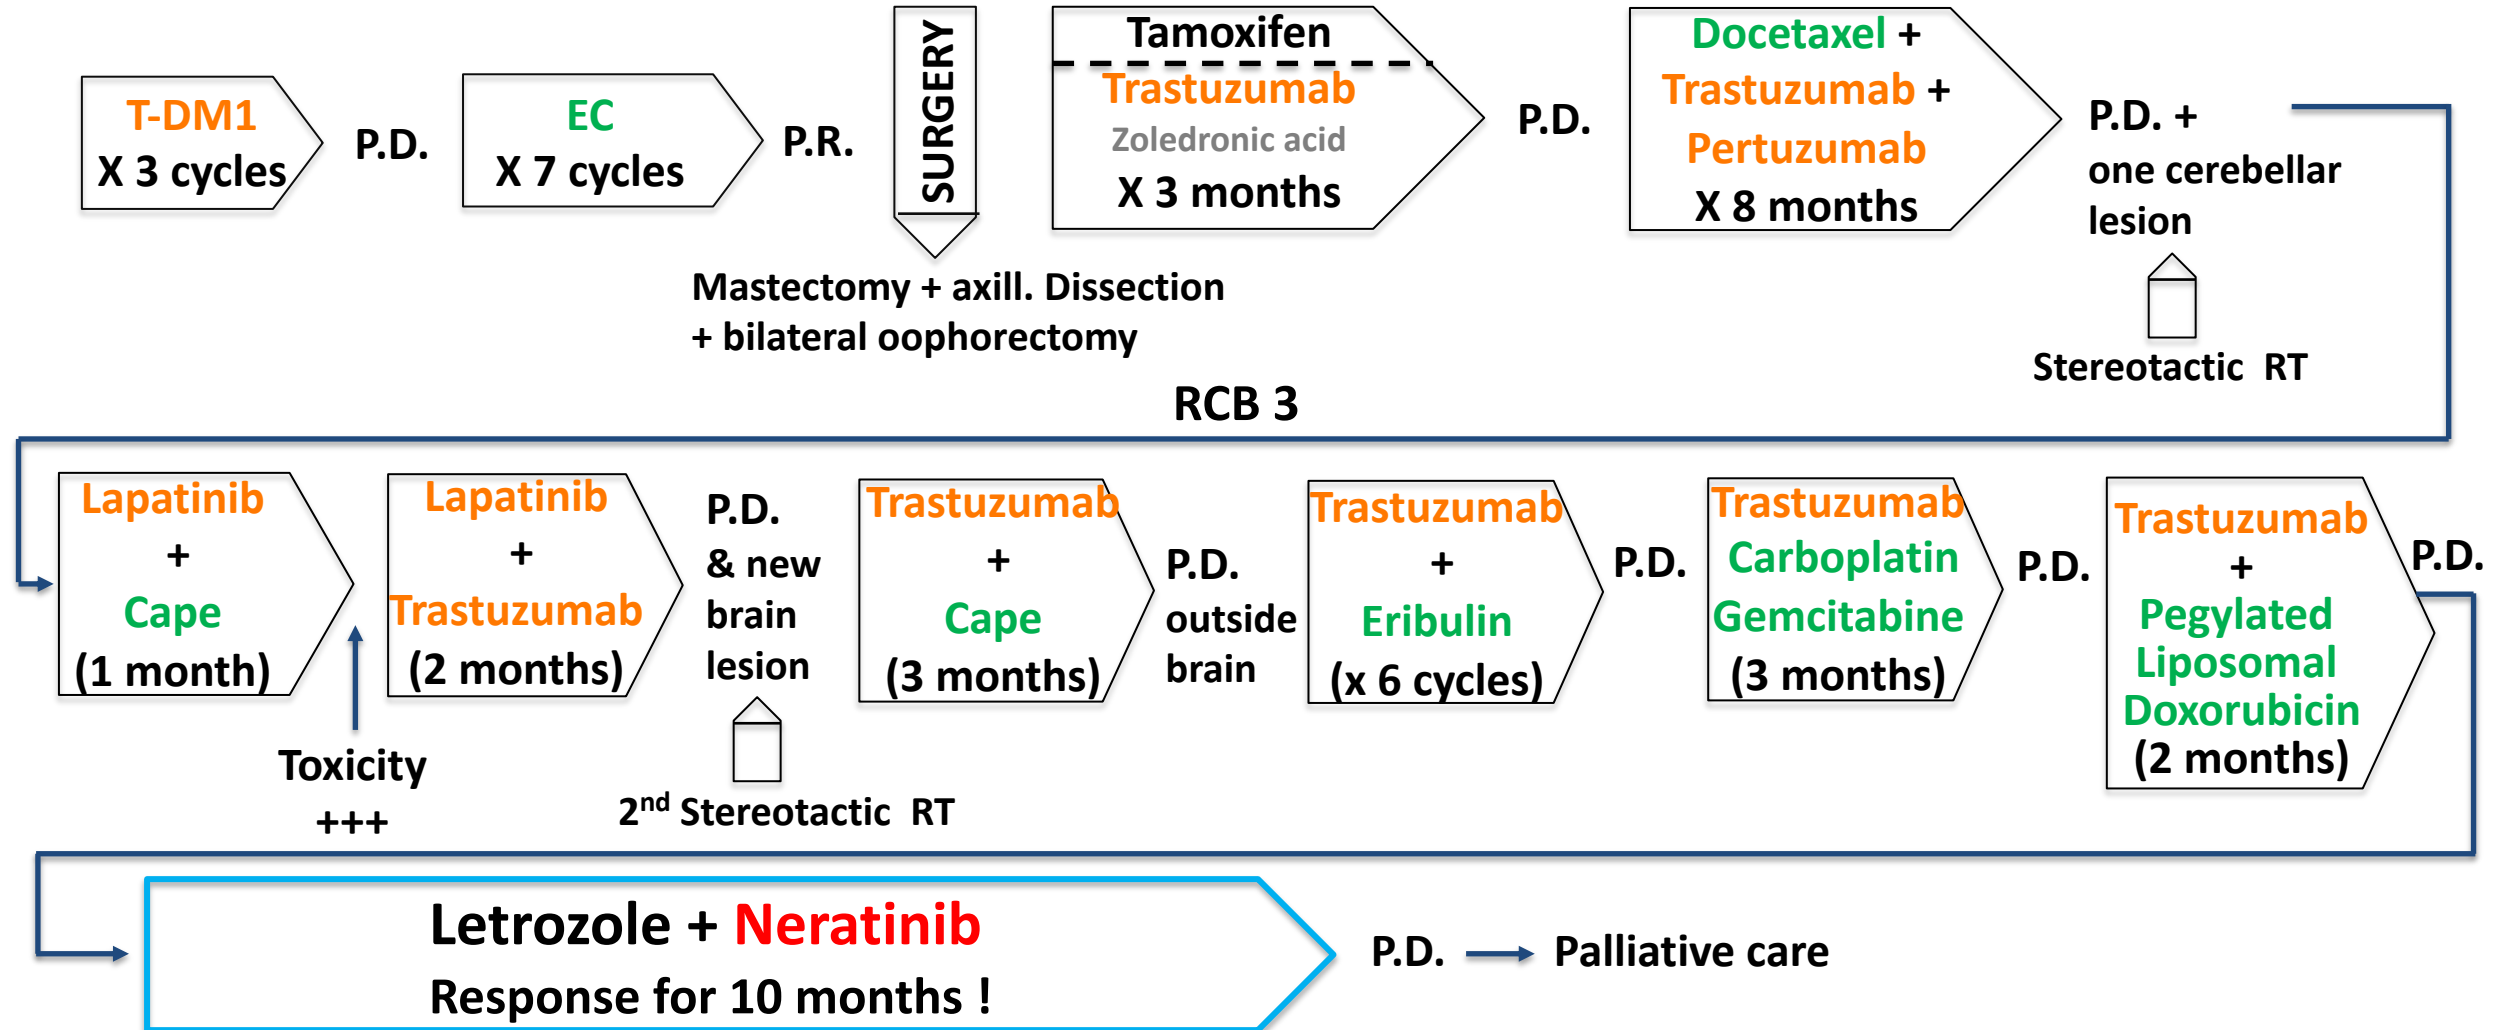 T-DM1
X 3 cycles
P.D.
EC
X 7 cycles
P.R.
SURGERY
Mastectomy + axill. Dissection
+ bilateral oophorectomy
Tamoxifen
Trastuzumab
Zoledronic acid
X 3 months
P.D.
Docetaxel +
Trastuzumab +
Pertuzumab
X 8 months
P.D. +
one cerebellar
lesion
Stereotactic RT
RCB 3
Lapatinib
+
Cape
(1 month)
Toxicity
+++
Lapatinib
+
Trastuzumab
(2 months)
P.D.
& new
brain
lesion
2nd Stereotactic RT
Trastuzumab
+
Cape
(3 months)
P.D.
outside
brain
Trastuzumab
+
Eribulin
(x 6 cycles)
P.D.
Trastuzumab
Carboplatin
Gemcitabine
(3 months)
P.D.
Trastuzumab
+
Pegylated
Liposomal
Doxorubicin
(2 months)
P.D.
Letrozole + Neratinib
Response for 10 months !
P.D.
Palliative care